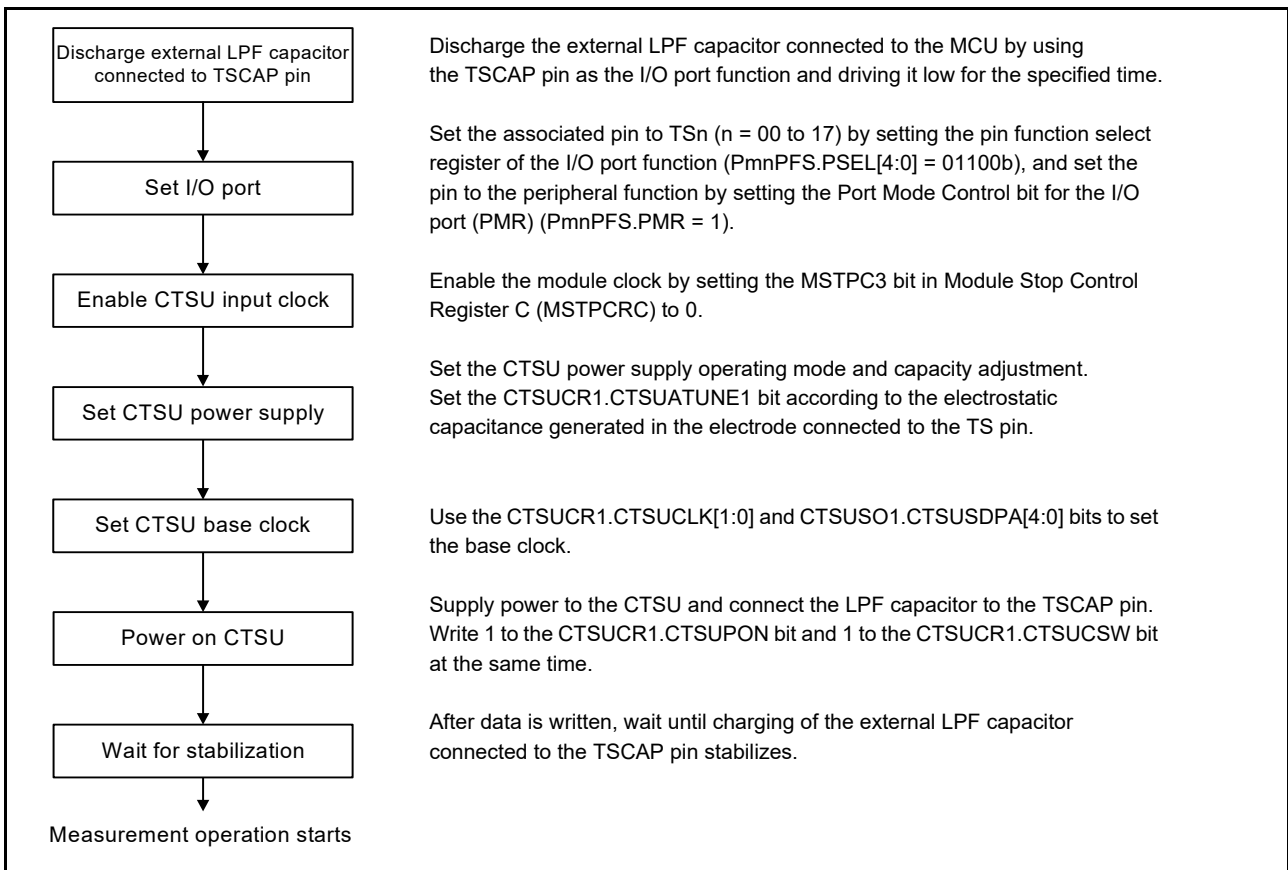 Discharge external LPF capacitor
connected to TSCAP pin
Discharge the external LPF capacitor connected to the MCU by using
the TSCAP pin as the I/O port function and driving it low for the specified time.
Set I/O port
Set the associated pin to TSn (n = 00 to 17) by setting the pin function select
register of the I/O port function (PmnPFS.PSEL[4:0] = 01100b), and set the
pin to the peripheral function by setting the Port Mode Control bit for the I/O
port (PMR) (PmnPFS.PMR = 1).
Enable CTSU input clock
Enable the module clock by setting the MSTPC3 bit in Module Stop Control
Register C (MSTPCRC) to 0.
Set CTSU power supply
Set the CTSU power supply operating mode and capacity adjustment.
Set the CTSUCR1.CTSUATUNE1 bit according to the electrostatic
capacitance generated in the electrode connected to the TS pin.
Set CTSU base clock
Use the CTSUCR1.CTSUCLK[1:0] and CTSUSO1.CTSUSDPA[4:0] bits to set
the base clock.
Power on CTSU
Supply power to the CTSU and connect the LPF capacitor to the TSCAP pin.
Write 1 to the CTSUCR1.CTSUPON bit and 1 to the CTSUCR1.CTSUCSW bit
at the same time.
Wait for stabilization
After data is written, wait until charging of the external LPF capacitor
connected to the TSCAP pin stabilizes.
Measurement operation starts